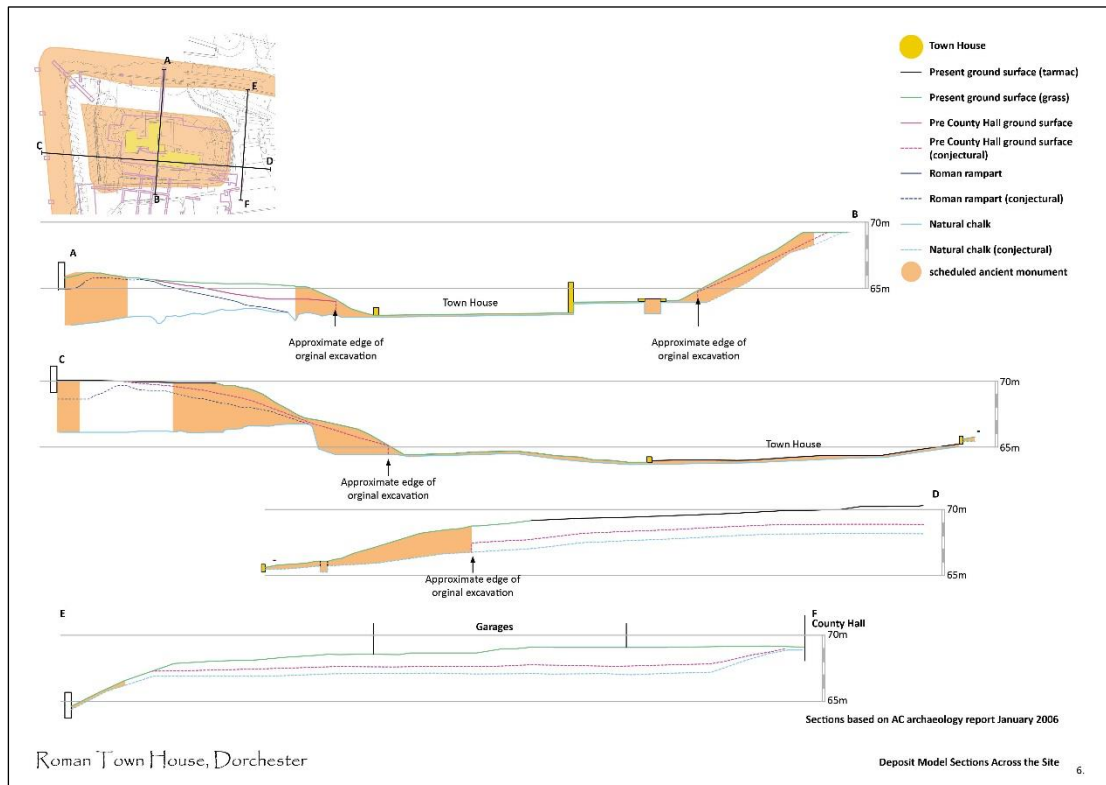 A
E
C
D
B
F
Town House
Present ground surface (tarmac)
Present ground surface (grass)
Pre County Hall ground surface
Pre County Hall ground surface
(conjectural)
Roman rampart
Roman rampart (conjectural)
Natural chalk
Natural chalk (conjectural)
scheduled ancient monument
B
70m
A
65m
Town House
Approximate edge of
orginal excavation
Approximate edge of
orginal excavation
C
70m
65m
Town House
Approximate edge of
orginal excavation
D
70m
65m
Approximate edge of
orginal excavation
E
Garages
F
County Hall
70m
65m
Sections based on AC archaeology report January 2006
Roman Town House, Dorchester
Deposit Model Sections Across the Site
6.